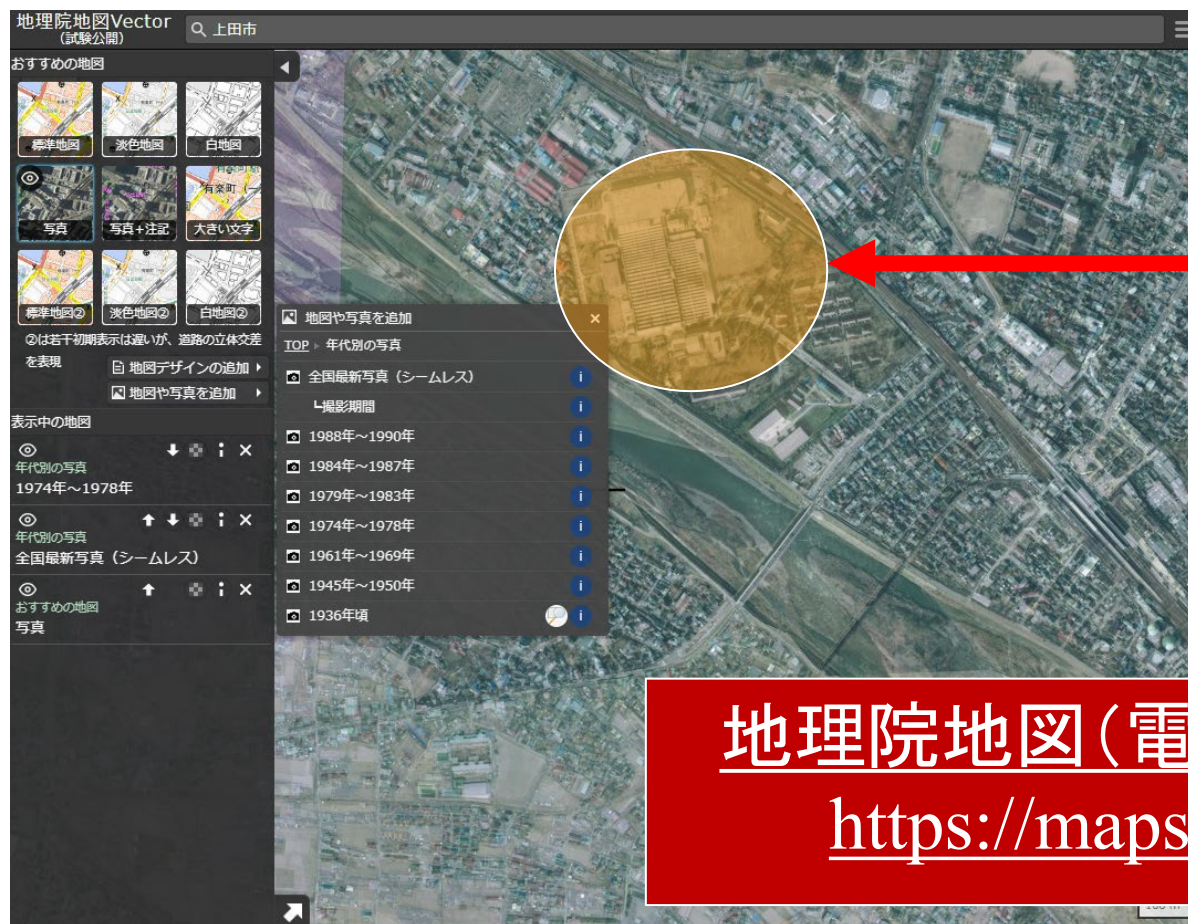 地理院地図Vector
（試験公開）
上田市
おすすめの地図
標準地図
淡色地図
白地図
有楽町（一
写真
写真+注記
大きい文字
標準地図②
淡色地図②
白地図②
②は若干初期表示は違いが、道路の立体交差
を表現
地図デザインの追加
地図や写真を追加
表示中の地図
年代別の写真
1974年～1978年
年代別の写真
全国最新写真（シームレス）
おすすめの地図
写真
地図や写真を追加
TOP 年代別の写真
全国最新写真（シームレス）
┗撮影期間
1988年～1990年
1984年～1987年
1979年～1983年
1974年～1978年
1961年～1969年
1945年～1950年
1936年頃
地理院地図（電
https://maps